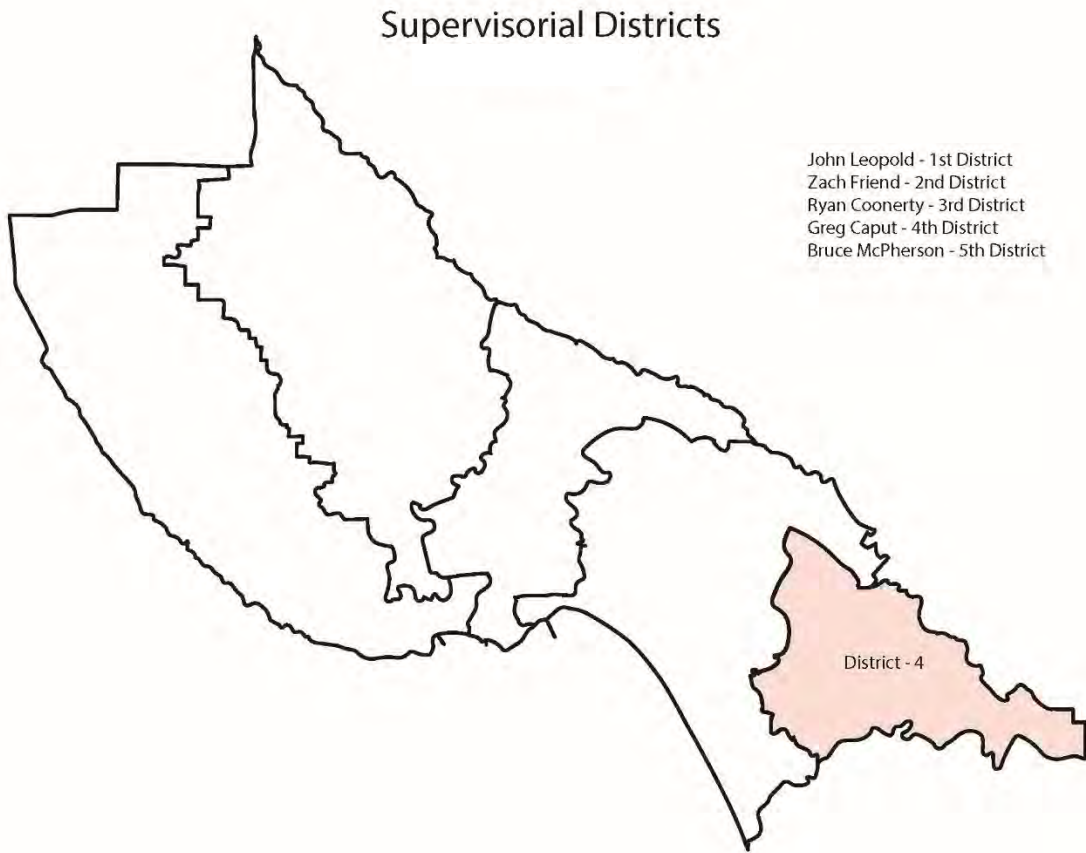 Supervisorial Districts
John Leopold - 1st District
Zach Friend - 2nd District
Ryan Coonerty - 3rd District
Greg Caput - 4th District
Bruce McPherson - 5th District
District - 4